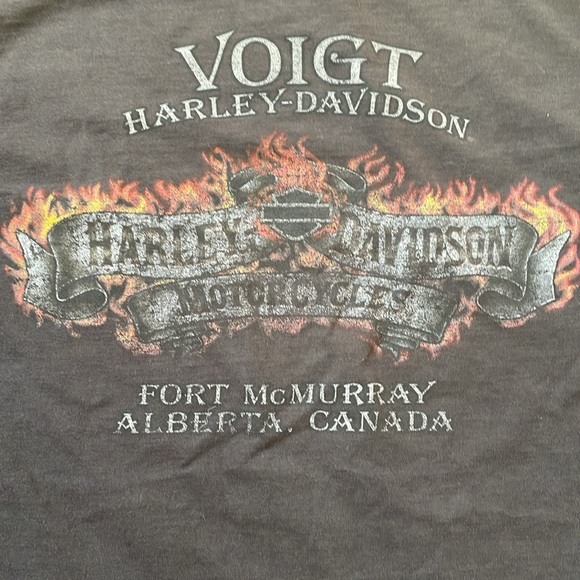 VOIGT
HARLEY-DAVIDSON
HARLEY-DAVIDSON
MOTORCYCLES
FORT McMURRAY
ALBERTA, CANADA